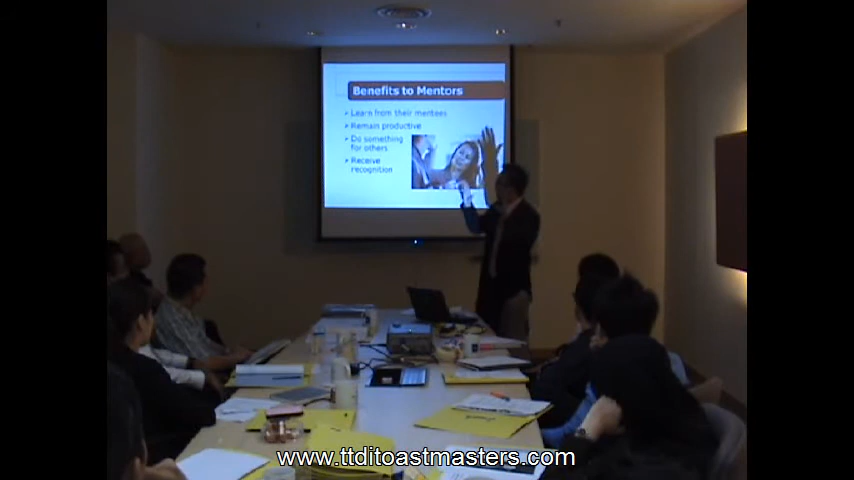 Benefits to Mentors
Learn from their mentees
Remain productive
Do something
for others
Receive
recognition
www.ttditoastmasters.com